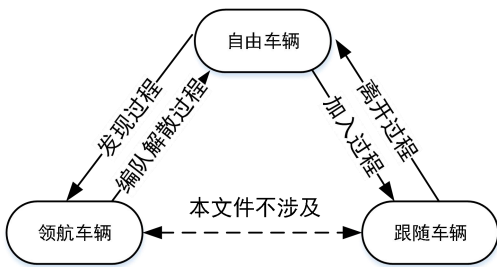 自由车辆
发现过程
编队解散过程
加入过程
离开过程
本文件不涉及
领航车辆
跟随车辆